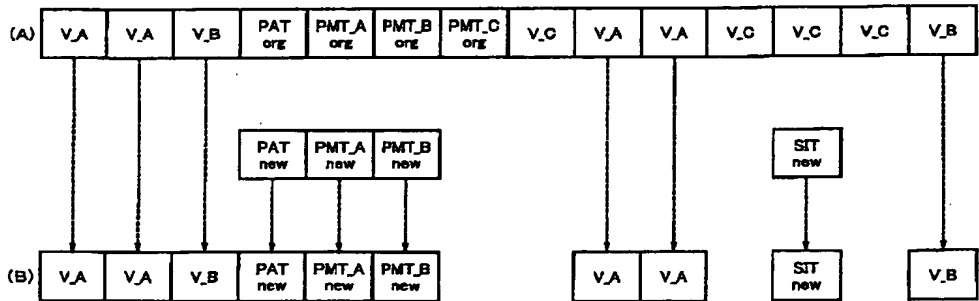 (A) V_A V_A V_B PAT org PMT_A org PMT_B org PMT_C org V_C V_A V_A V_C V_C V_C V_B
PAT new PMT_A new PMT_B new SIT new
(B) V_A V_A V_B PAT new PMT_A new PMT_B new V_A V_A SIT new V_B